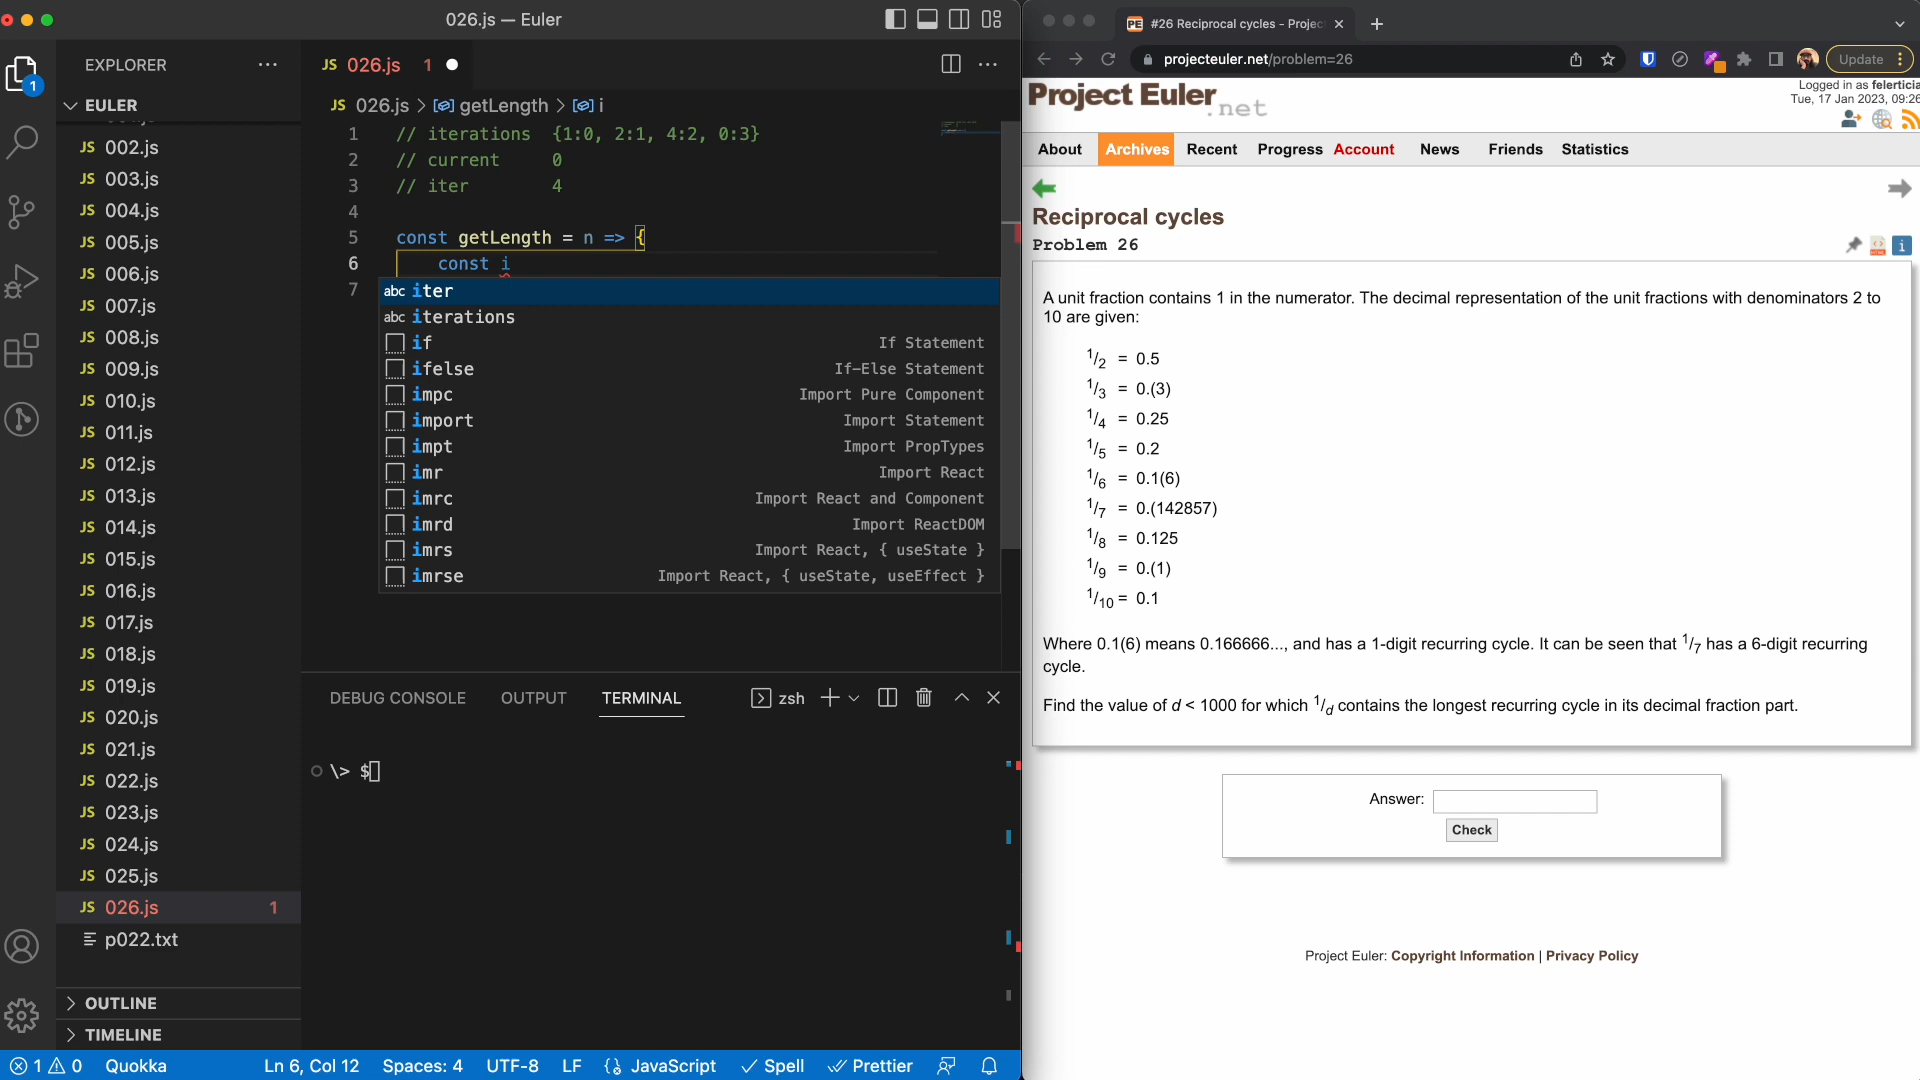 026.js — Euler
EXPLORER
EULER
JS 002.js
JS 003.js
JS 004.js
JS 005.js
JS 006.js
JS 007.js
JS 008.js
JS 009.js
JS 010.js
JS 011.js
JS 012.js
JS 013.js
JS 014.js
JS 015.js
JS 016.js
JS 017.js
JS 018.js
JS 019.js
JS 020.js
JS 021.js
JS 022.js
JS 023.js
JS 024.js
JS 025.js
JS 026.js 1
p022.txt
OUTLINE
TIMELINE
1
JS 026.js 1
JS 026.js > getLength > i
1 // iterations {1:0, 2:1, 4:2, 0:3}
2 // current 0
3 // iter 4
4
5 const getLength = n => {
6 const i
7
abc iter
abc iterations
if If Statement
ifelse If-Else Statement
impc Import Pure Component
import Import Statement
impt Import PropTypes
imr Import React
imrc Import React and Component
imrd Import ReactDOM
imrs Import React, { useState }
imrse Import React, { useState, useEffect }
DEBUG CONSOLE OUTPUT TERMINAL zsh
\> $
1 0 Quokka Ln 6, Col 12 Spaces: 4 UTF-8 LF JavaScript Spell Prettier
PE #26 Reciprocal cycles - Projec
projecteuler.net/problem=26
Update
Project Euler.net
Logged in as felerticia
Tue, 17 Jan 2023, 09:26
About Archives Recent Progress Account News Friends Statistics
Reciprocal cycles
Problem 26
A unit fraction contains 1 in the numerator. The decimal representation of the unit fractions with denominators 2 to
10 are given:
1/2 = 0.5
1/3 = 0.(3)
1/4 = 0.25
1/5 = 0.2
1/6 = 0.1(6)
1/7 = 0.(142857)
1/8 = 0.125
1/9 = 0.(1)
1/10 = 0.1
Where 0.1(6) means 0.166666..., and has a 1-digit recurring cycle. It can be seen that 1/7 has a 6-digit recurring
cycle.
Find the value of d < 1000 for which 1/d contains the longest recurring cycle in its decimal fraction part.
Answer:
Check
Project Euler: Copyright Information | Privacy Policy